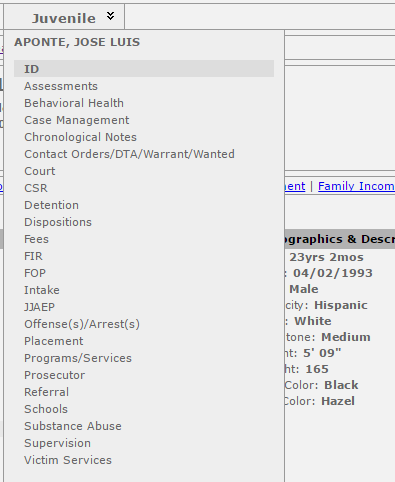 Juvenile
APONTE, JOSE LUIS
ID
Assessments
Behavioral Health
Case Management
Chronological Notes
Contact Orders/DTA/Warrant/Wanted
Court
CSR
Detention
Dispositions
Fees
FIR
FOP
Intake
JJAEP
Offense(s)/Arrest(s)
Placement
Programs/Services
Prosecutor
Referral
Schools
Substance Abuse
Supervision
Victim Services
| Family Incom
& Descr
23yrs 2mos
04/02/1993
Male
Hispanic
White
Medium
5' 09"
165
Color: Black
Color: Hazel